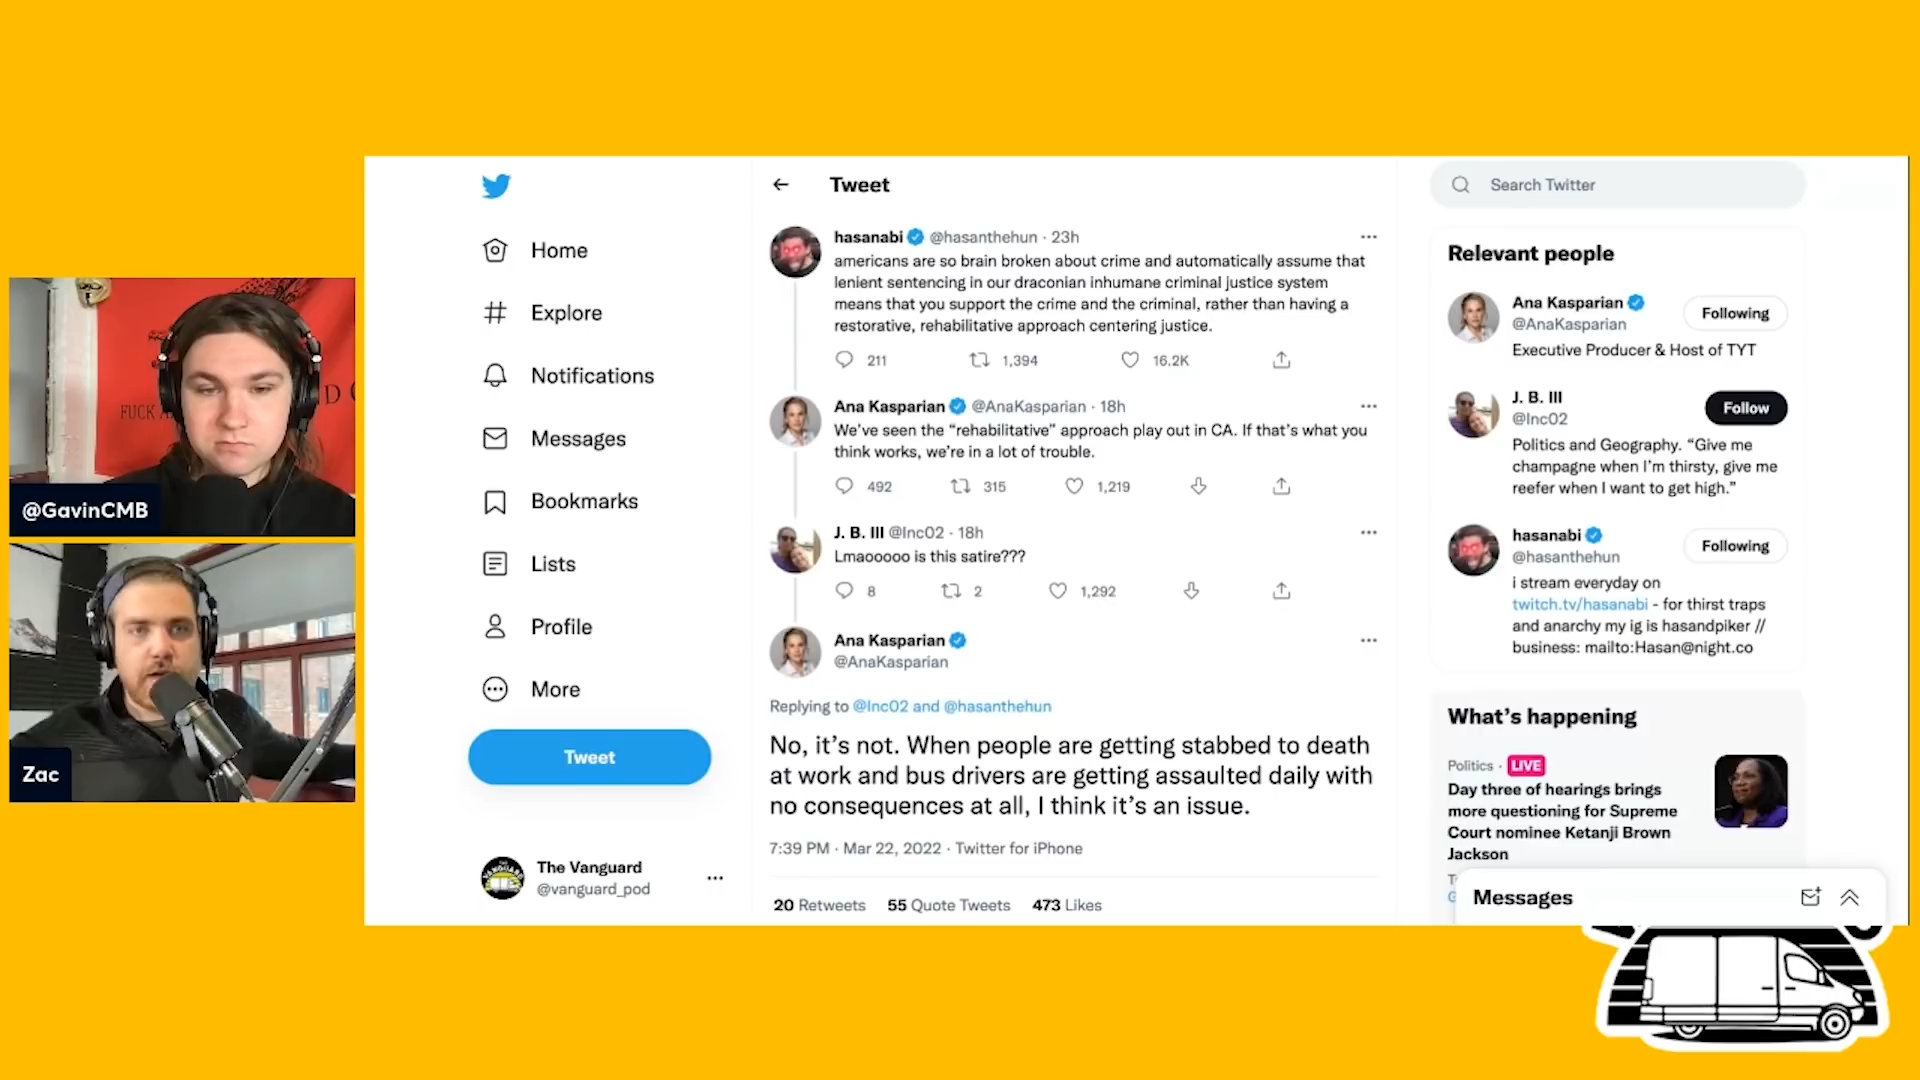 FUCK
D
@GavinCMB
Zac
Home
Explore
Notifications
Messages
Bookmarks
Lists
Profile
More
Tweet
The Vanguard
@vanguard_pod
Tweet
hasanabi @hasanthehun · 23h
americans are so brain broken about crime and automatically assume that
lenient sentencing in our draconian inhumane criminal justice system
means that you support the crime and the criminal, rather than having a
restorative, rehabilitative approach centering justice.
211 1,394 16.2K
Ana Kasparian @AnaKasparian · 18h
We've seen the “rehabilitative” approach play out in CA. If that's what you
think works, we're in a lot of trouble.
492 315 1,219
J. B. III @Inc02 · 18h
Lmaooooo is this satire???
8 2 1,292
Ana Kasparian
@AnaKasparian
Replying to @Inc02 and @hasanthehun
No, it's not. When people are getting stabbed to death
at work and bus drivers are getting assaulted daily with
no consequences at all, I think it's an issue.
7:39 PM · Mar 22, 2022 · Twitter for iPhone
20 Retweets 55 Quote Tweets 473 Likes
Search Twitter
Relevant people
Ana Kasparian
@AnaKasparian
Following
Executive Producer & Host of TYT
J. B. III
@Inc02
Follow
Politics and Geography. “Give me
champagne when I'm thirsty, give me
reefer when I want to get high.”
hasanabi
@hasanthehun
Following
i stream everyday on
twitch.tv/hasanabi - for thirst traps
and anarchy my ig is hasandpiker //
business: mailto:Hasan@night.co
What's happening
Politics · LIVE
Day three of hearings brings
more questioning for Supreme
Court nominee Ketanji Brown
Jackson
Messages